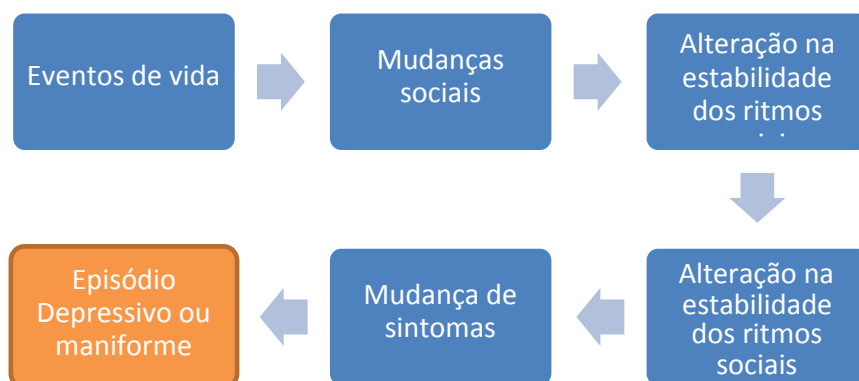 Eventos de vida
Mudanças
sociais
Alteração na
estabilidade
dos ritmos
Alteração na
estabilidade
dos ritmos
sociais
Mudança de
sintomas
Episódio
Depressivo ou
maniforme